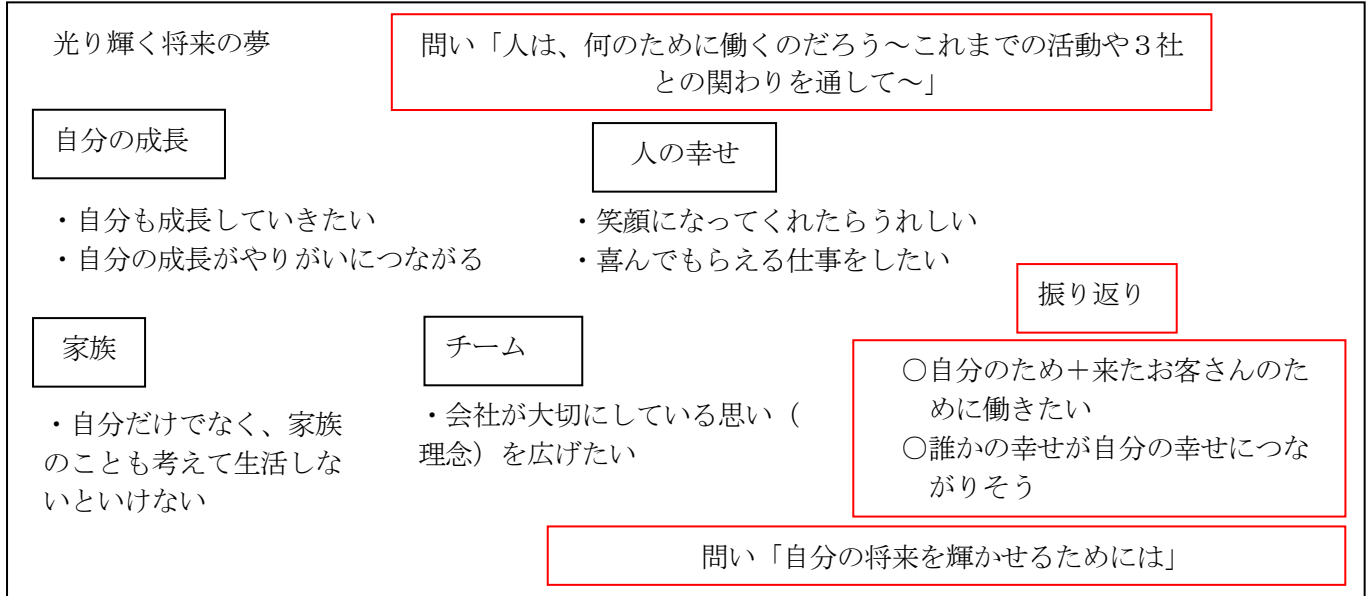 光り輝く将来の夢
問い「人は、何のために働くのだろう～これまでの活動や３社
との関わりを通して～」
自分の成長
・自分も成長していきたい
・自分の成長がやりがいにつながる
人の幸せ
・笑顔になってくれたらうれしい
・喜んでもらえる仕事をしたい
家族
・自分だけでなく、家族
のことも考えて生活しな
いといけない
チーム
・会社が大切にしている思い（
理念）を広げたい
振り返り
○自分のため＋来たお客さんのた
めに働きたい
○誰かの幸せが自分の幸せにつな
がりそう
問い「自分の将来を輝かせるためには」